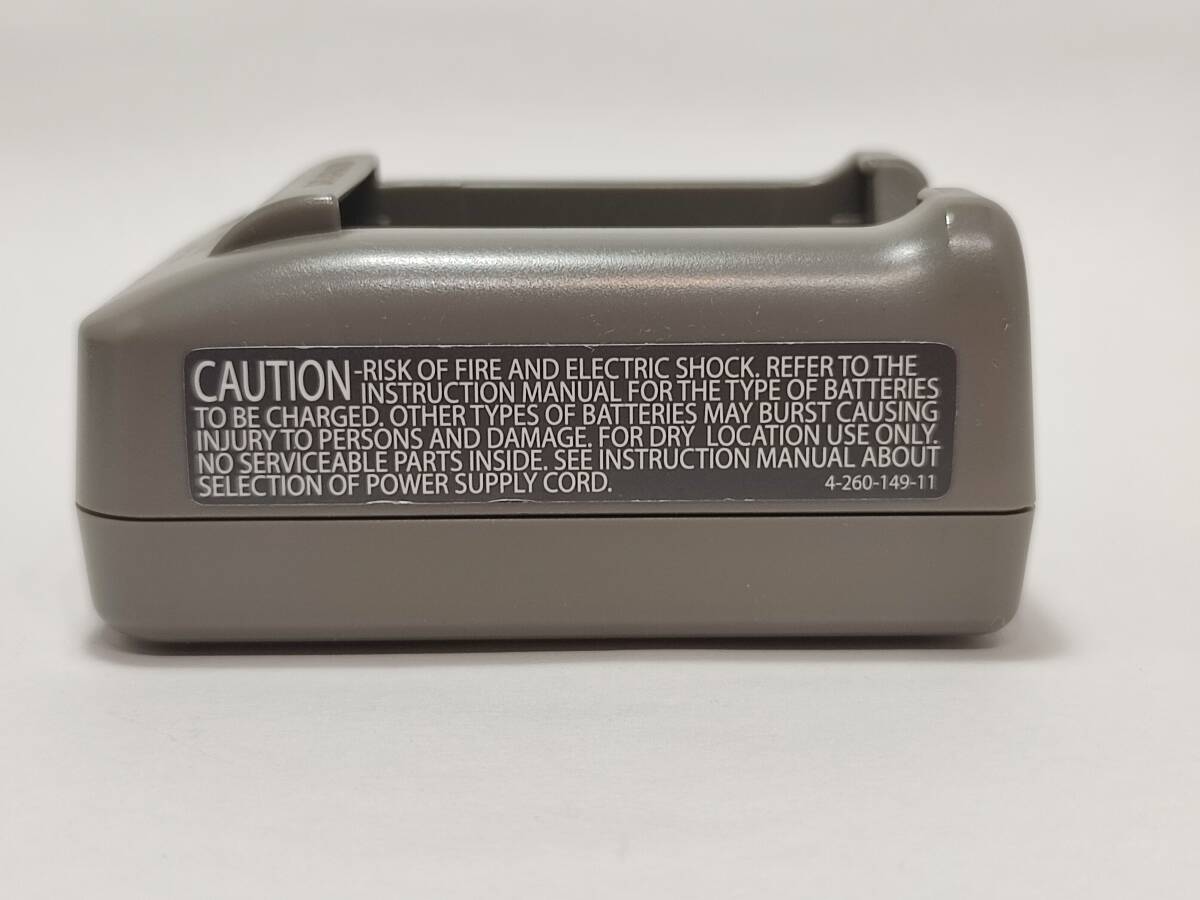 CAUTION -RISK OF FIRE AND ELECTRIC SHOCK. REFER TO THE
INSTRUCTION MANUAL FOR THE TYPE OF BATTERIES
TO BE CHARGED. OTHER TYPES OF BATTERIES MAY BURST CAUSING
INJURY TO PERSONS AND DAMAGE. FOR DRY LOCATION USE ONLY.
NO SERVICEABLE PARTS INSIDE. SEE INSTRUCTION MANUAL ABOUT
SELECTION OF POWER SUPPLY CORD. 4-260-149-11